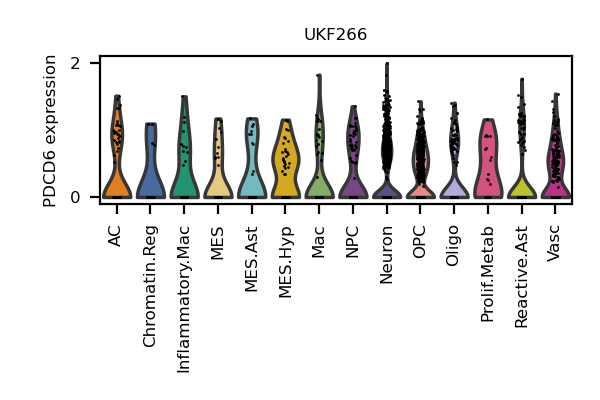 UKF266
PDCD6 expression
2
0
AC
Chromatin.Reg
Inflammatory.Mac
MES
MES.Ast
MES.Hyp
Mac
NPC
Neuron
OPC
Oligo
Prolif.Metab
Reactive.Ast
Vasc